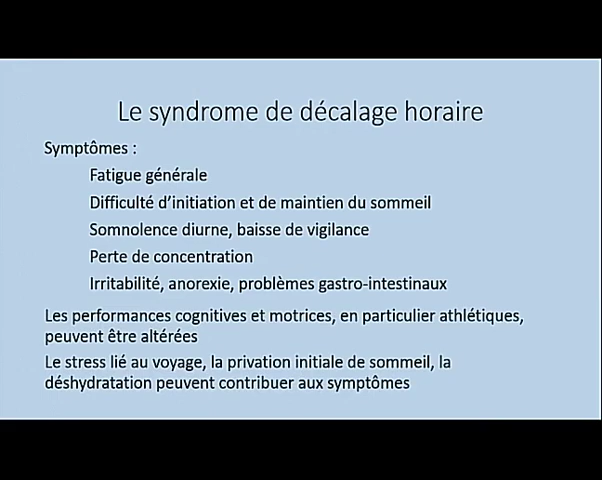 Le syndrome de décalage horaire
Symptômes :
Fatigue générale
Difficulté d’initiation et de maintien du sommeil
Somnolence diurne, baisse de vigilance
Perte de concentration
Irritabilité, anorexie, problèmes gastro-intestinaux
Les performances cognitives et motrices, en particulier athlétiques,
peuvent être altérées
Le stress lié au voyage, la privation initiale de sommeil, la
déshydratation peuvent contribuer aux symptômes